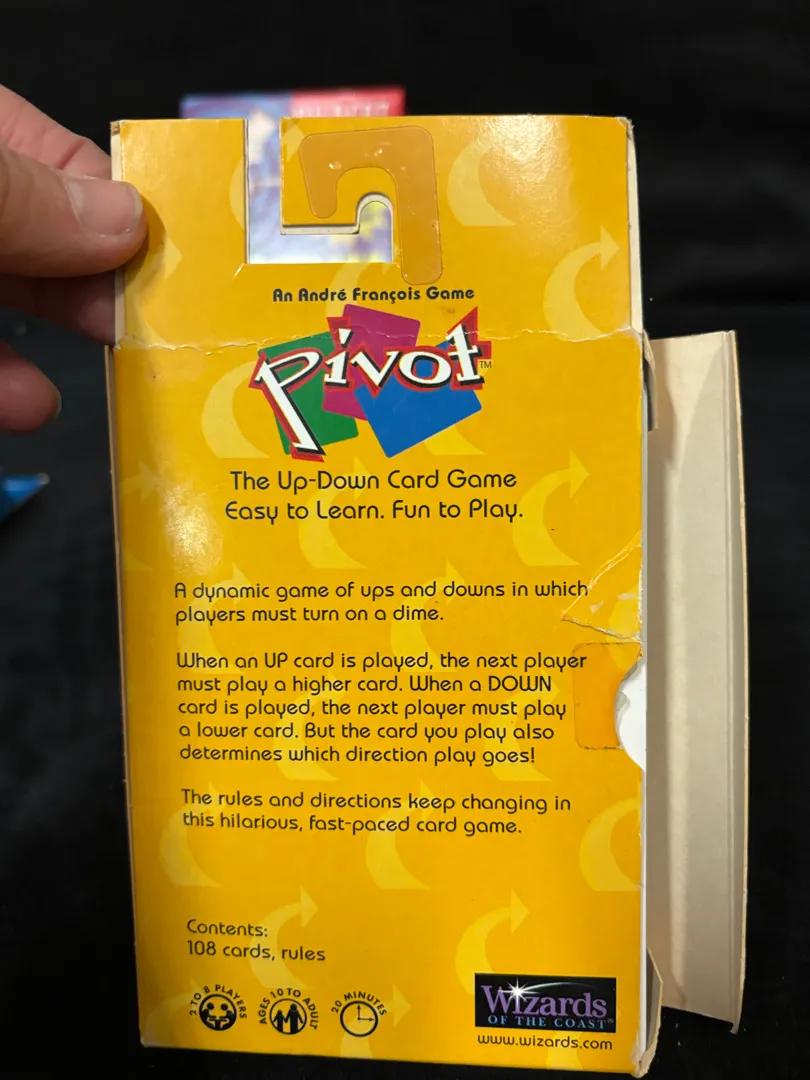 An André François Game
pivot™
The Up-Down Card Game
Easy to Learn. Fun to Play.
A dynamic game of ups and downs in which
players must turn on a dime.
When an UP card is played, the next player
must play a higher card. When a DOWN
card is played, the next player must play
a lower card. But the card you play also
determines which direction play goes!
The rules and directions keep changing in
this hilarious, fast-paced card game.
Contents:
108 cards, rules
2 TO 8 PLAYERS
AGES 10 TO ADULT
20 MINUTES
Wizards
OF THE COAST®
www.wizards.com